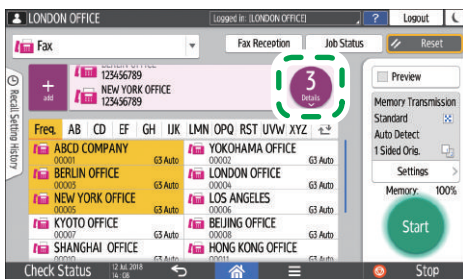 LONDON OFFICE
Logged in: [LONDON OFFICE]
?
Logout
Fax
Fax Reception
Job Status
Reset
Recall Setting History
+
add
123456789
NEW YORK OFFICE
123456789
3
Details
Preview
Memory Transmission
Standard
Auto Detect
1 Sided Orig.
Settings
Memory: 100%
Start
Freq. AB CD EF GH IJK LMN OPQ RST UVW XYZ
ABCD COMPANY
00001 G3 Auto
YOKOHAMA OFFICE
00002 G3 Auto
BERLIN OFFICE
00003 G3 Auto
LONDON OFFICE
00004 G3 Auto
NEW YORK OFFICE
00005 G3 Auto
LOS ANGELES
00006 G3 Auto
KYOTO OFFICE
00007 G3 Auto
BEIJING OFFICE
00008 G3 Auto
SHANGHAI OFFICE
HONG KONG OFFICE
Check Status
12 JUL 2018
14:06
Stop